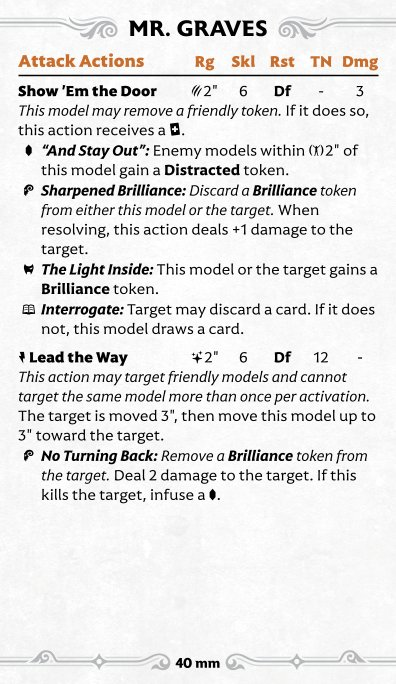 MR. GRAVES
Attack Actions Rg Skl Rst TN Dmg
Show ’Em the Door 2" 6 Df - 3
This model may remove a friendly token. If it does so,
this action receives a .
“And Stay Out”: Enemy models within 2" of
this model gain a Distracted token.
Sharpened Brilliance: Discard a Brilliance token
from either this model or the target. When
resolving, this action deals +1 damage to the
target.
The Light Inside: This model or the target gains a
Brilliance token.
Interrogate: Target may discard a card. If it does
not, this model draws a card.
Lead the Way 2" 6 Df 12 -
This action may target friendly models and cannot
target the same model more than once per activation.
The target is moved 3", then move this model up to
3" toward the target.
No Turning Back: Remove a Brilliance token from
the target. Deal 2 damage to the target. If this
kills the target, infuse a .
40 mm